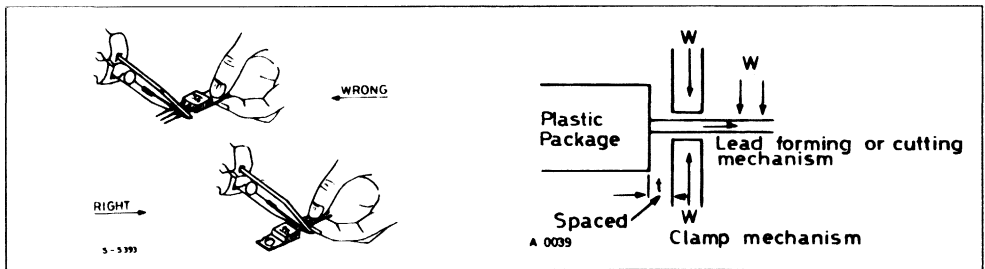 WRONG
RIGHT
S-5393
W
W
Plastic
Package
Lead forming or cutting
mechanism
t
Spaced
W
A 0039
Clamp mechanism